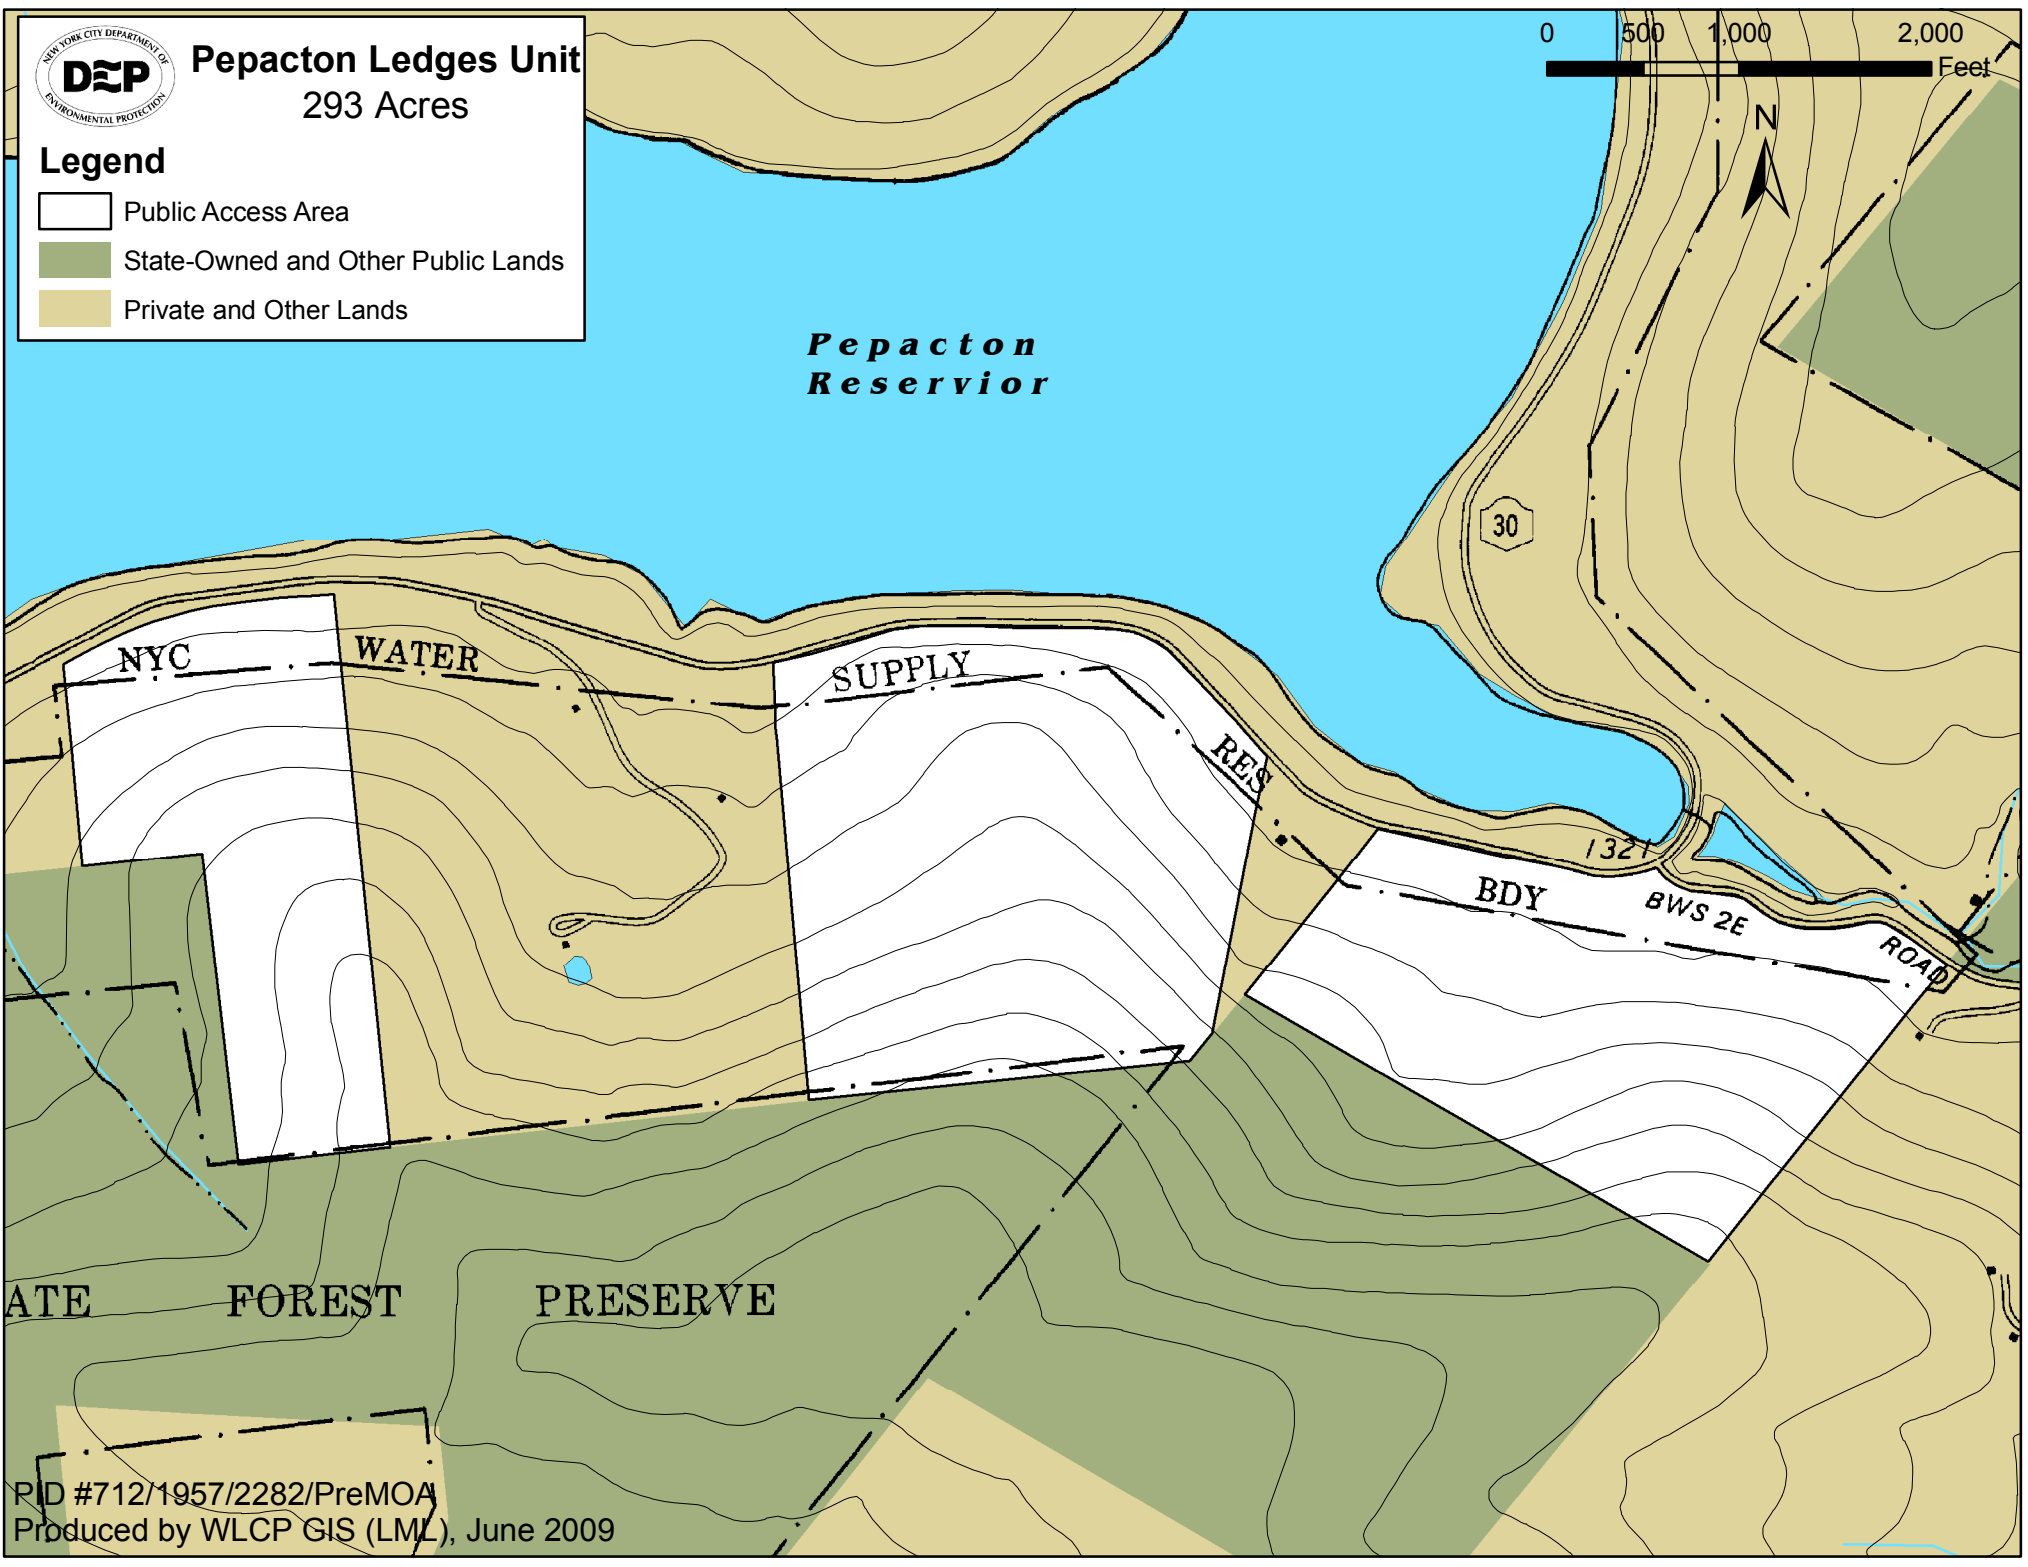 NEW YORK CITY DEPARTMENT OF
DEP
ENVIRONMENTAL PROTECTION
Pepacton Ledges Unit
293 Acres
Legend
Public Access Area
State-Owned and Other Public Lands
Private and Other Lands
0 500 1,000 2,000
Feet
N
Pepacton
Reservior
30
NYC WATER SUPPLY RES BDY
1321
BWS 2E ROAD
ATE FOREST PRESERVE
PID #712/1957/2282/PreMOA
Produced by WLCP GIS (LML), June 2009